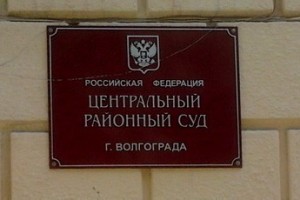 РОССИЙСКАЯ ФЕДЕРАЦИЯ
ЦЕНТРАЛЬНЫЙ
РАЙОННЫЙ СУД
Г. ВОЛГОГРАДА